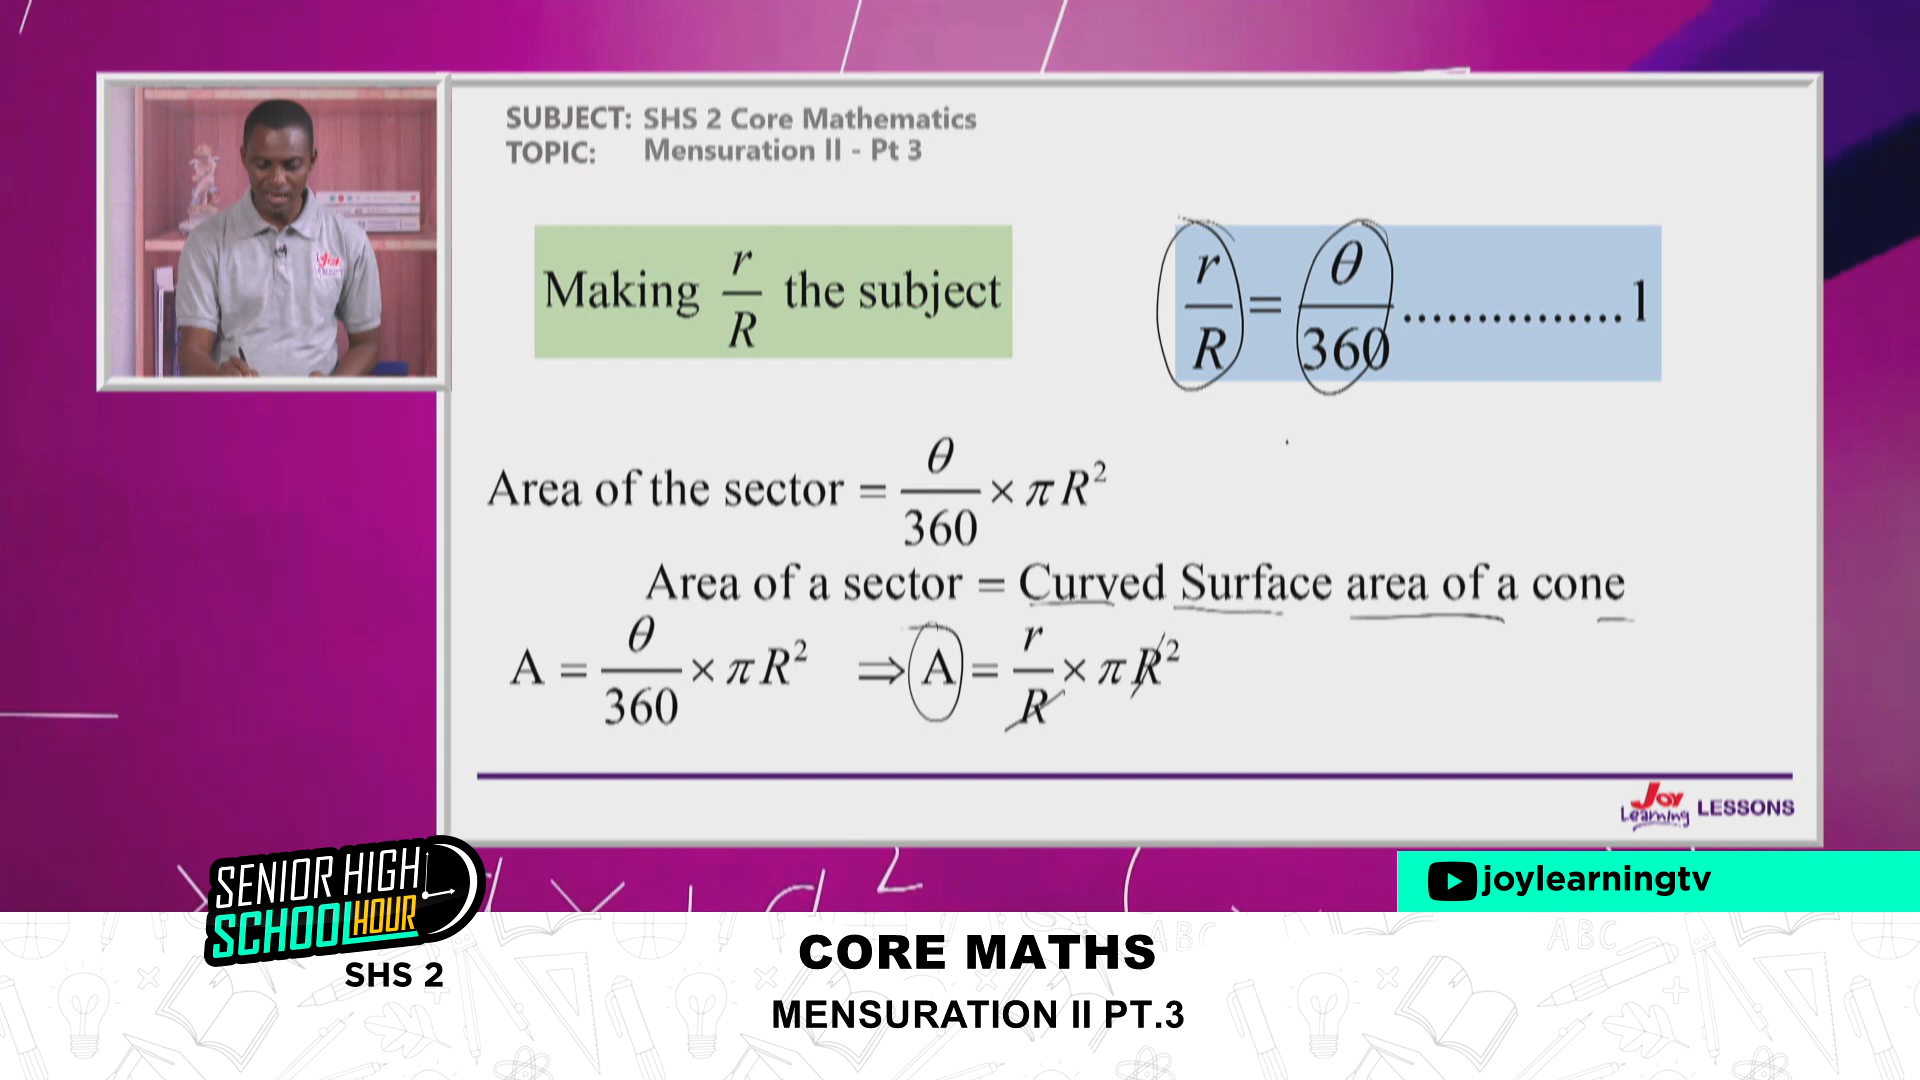 SUBJECT: SHS 2 Core Mathematics
TOPIC: Mensuration II - Pt 3
Making r/R the subject
r/R = θ/360 ...............1
Area of the sector = θ/360 × πR²
Area of a sector = Curved Surface area of a cone
A = θ/360 × πR² ⇒ A = r/R × πR²
Joy Learning LESSONS
joylearningtv
SENIOR HIGH
SCHOOL HOUR
SHS 2
CORE MATHS
MENSURATION II PT.3